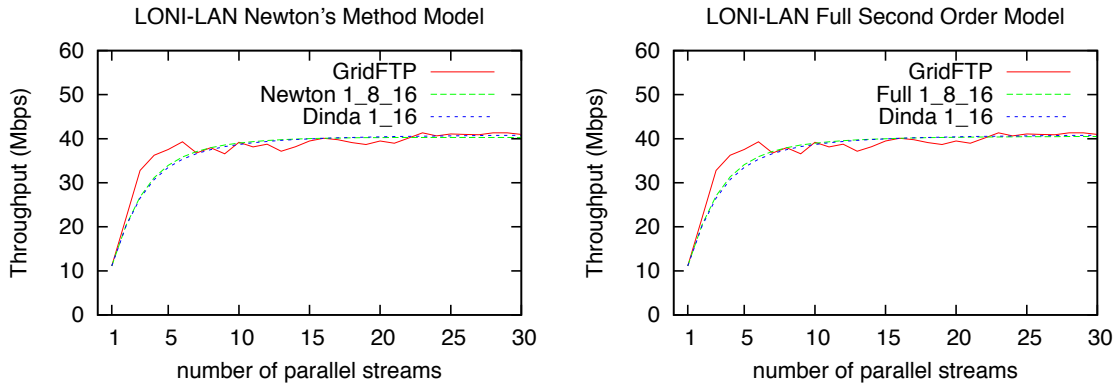 LONI-LAN Newton's Method Model
Throughput (Mbps)
60
50
40
30
20
10
0
GridFTP
Newton 1_8_16
Dinda 1_16
1 5 10 15 20 25 30
number of parallel streams
LONI-LAN Full Second Order Model
Throughput (Mbps)
60
50
40
30
20
10
0
GridFTP
Full 1_8_16
Dinda 1_16
1 5 10 15 20 25 30
number of parallel streams